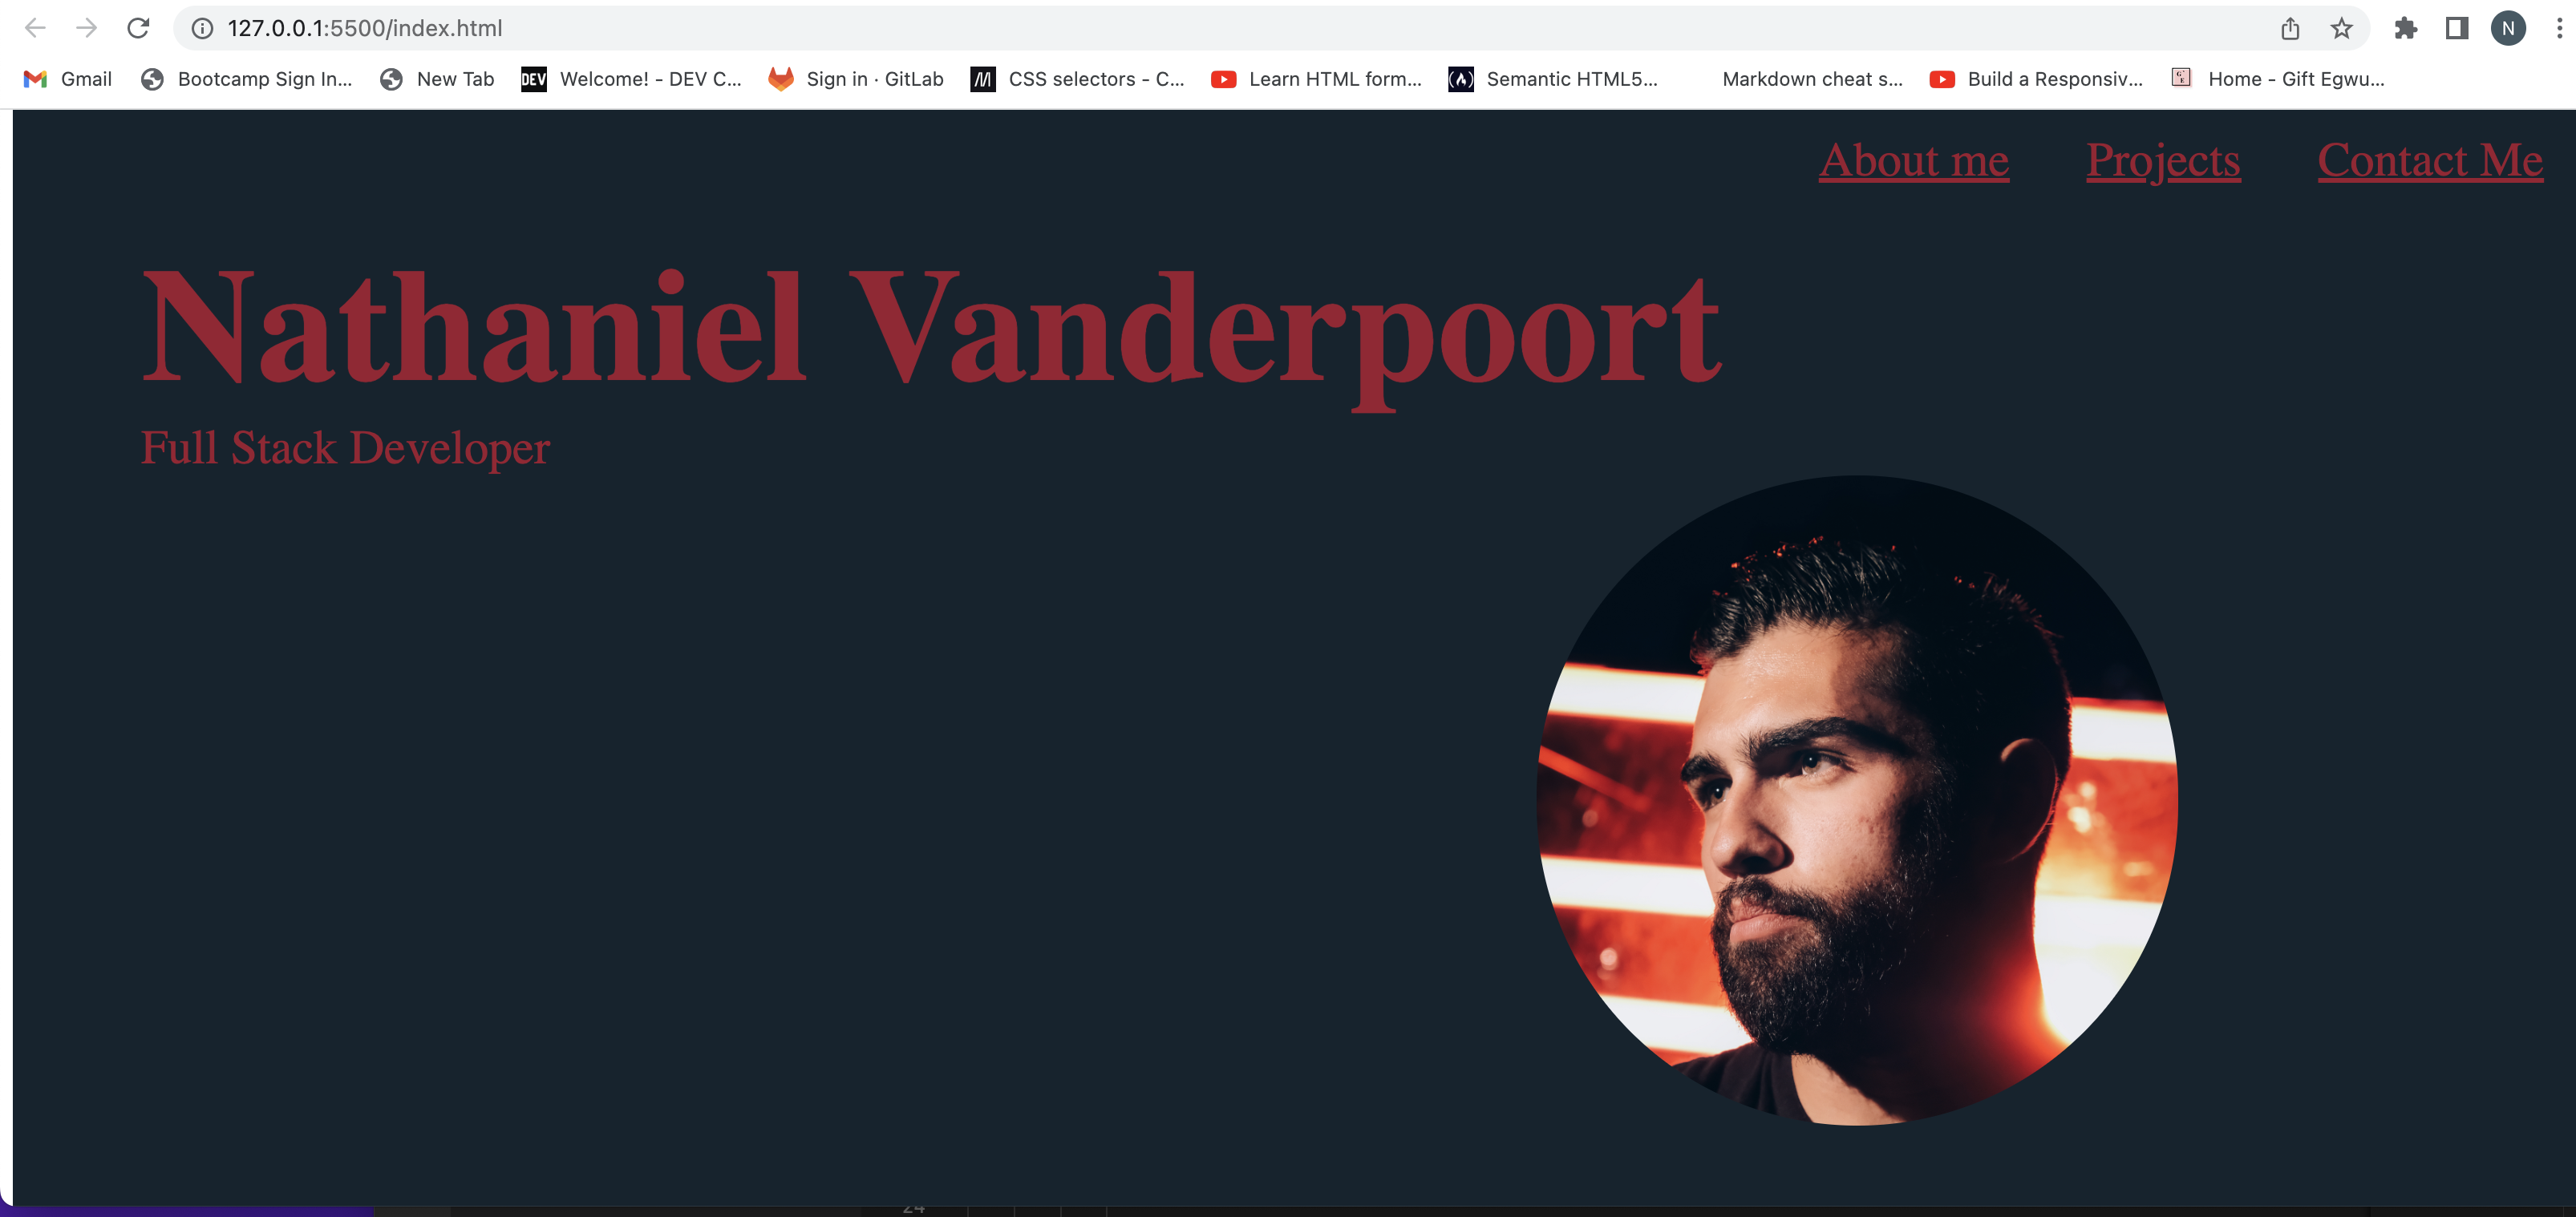 127.0.0.1:5500/index.html
N
Gmail Bootcamp Sign In... New Tab DEV Welcome! - DEV C... Sign in · GitLab CSS selectors - C... Learn HTML form... Semantic HTML5... Markdown cheat s... Build a Responsiv... Home - Gift Egwu...
About me Projects Contact Me
Nathaniel Vanderpoort
Full Stack Developer